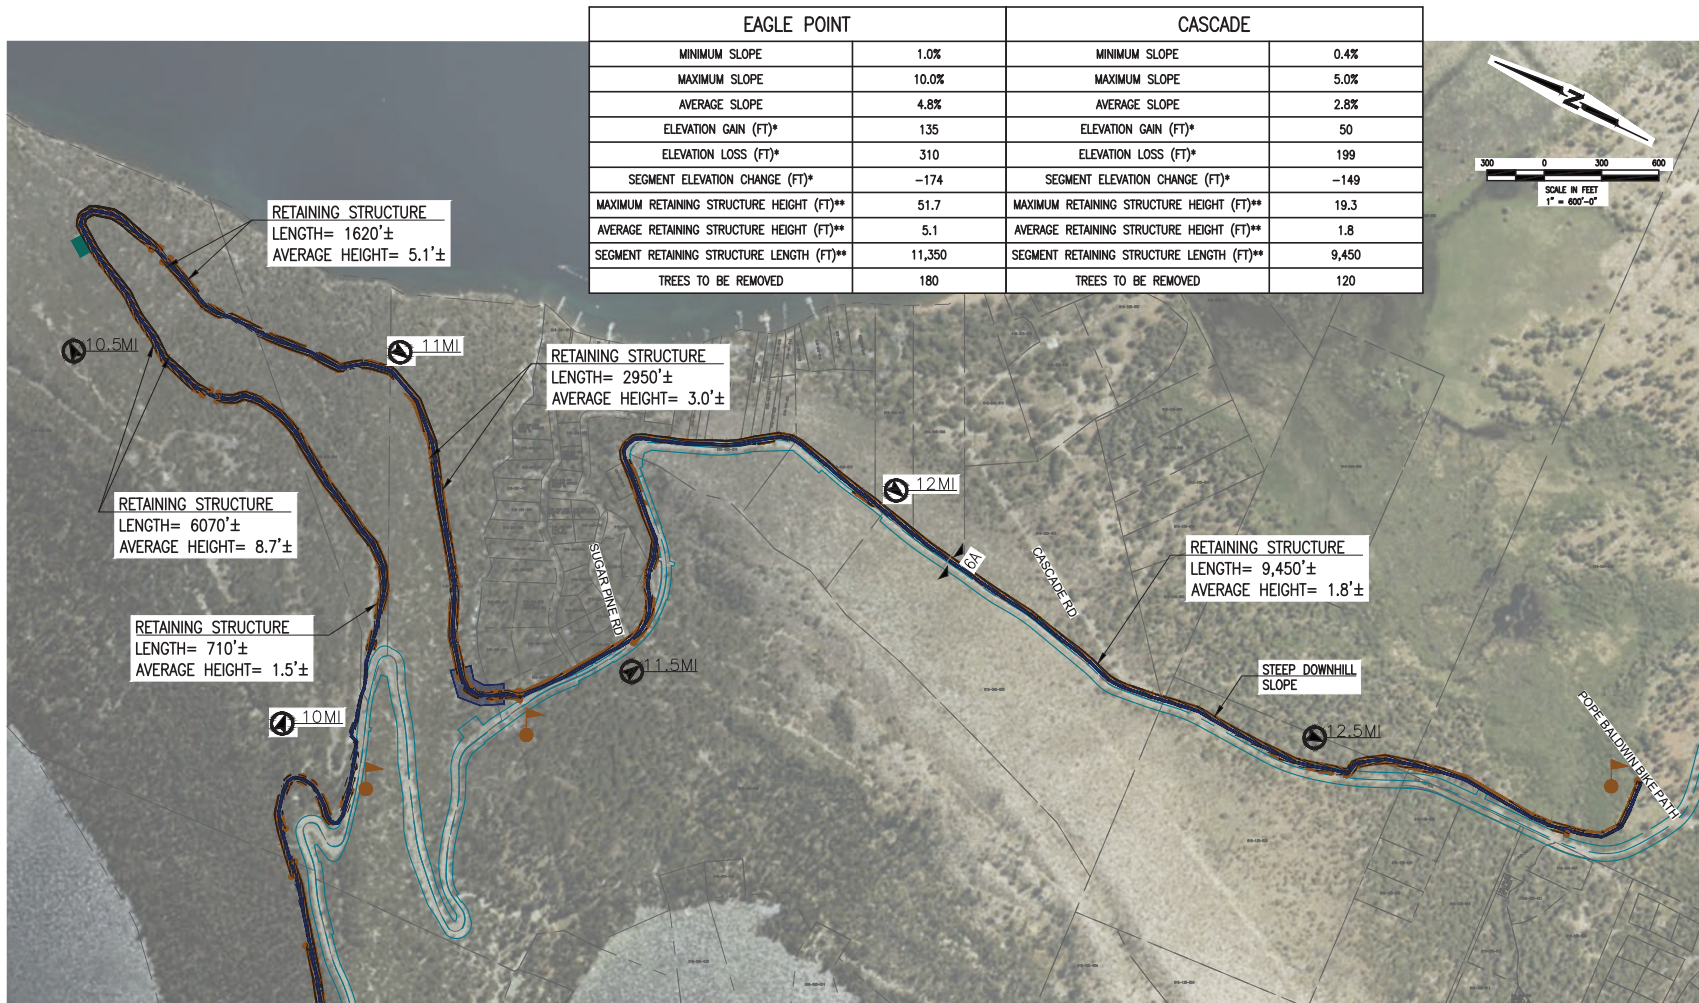 EAGLE POINT CASCADE
MINIMUM SLOPE 1.0% MINIMUM SLOPE 0.4%
MAXIMUM SLOPE 10.0% MAXIMUM SLOPE 5.0%
AVERAGE SLOPE 4.8% AVERAGE SLOPE 2.8%
ELEVATION GAIN (FT)* 135 ELEVATION GAIN (FT)* 50
ELEVATION LOSS (FT)* 310 ELEVATION LOSS (FT)* 199
SEGMENT ELEVATION CHANGE (FT)* -174 SEGMENT ELEVATION CHANGE (FT)* -149
MAXIMUM RETAINING STRUCTURE HEIGHT (FT)** 51.7 MAXIMUM RETAINING STRUCTURE HEIGHT (FT)** 19.3
AVERAGE RETAINING STRUCTURE HEIGHT (FT)** 5.1 AVERAGE RETAINING STRUCTURE HEIGHT (FT)** 1.8
SEGMENT RETAINING STRUCTURE LENGTH (FT)** 11,350 SEGMENT RETAINING STRUCTURE LENGTH (FT)** 9,450
TREES TO BE REMOVED 180 TREES TO BE REMOVED 120
N
300 0 300 600
SCALE IN FEET
1" = 600'-0"
RETAINING STRUCTURE
LENGTH= 1620'±
AVERAGE HEIGHT= 5.1'±
10.5MI
11MI
RETAINING STRUCTURE
LENGTH= 2950'±
AVERAGE HEIGHT= 3.0'±
RETAINING STRUCTURE
LENGTH= 6070'±
AVERAGE HEIGHT= 8.7'±
12MI
6A
SUGAR PINE RD
CASCADE RD
RETAINING STRUCTURE
LENGTH= 9,450'±
AVERAGE HEIGHT= 1.8'±
RETAINING STRUCTURE
LENGTH= 710'±
AVERAGE HEIGHT= 1.5'±
11.5MI
STEEP DOWNHILL
SLOPE
10MI
12.5MI
POPE BALDWIN BIKE PATH